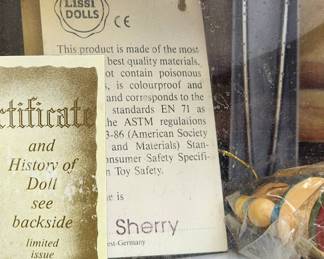 Lissi
DOLLS
CE
This product is made of the most
best quality materials,
ot contain poisonous
s, is colourproof and
and corresponds to the
standards EN 71 as
the ASTM regulations
3-86 (American Society
and Materials) Stan-
onsumer Safety Specifi-
n Toy Safety.
e is
Sherry
est-Germany
rtificate
and
History of
Doll
see
backside
limited
issue